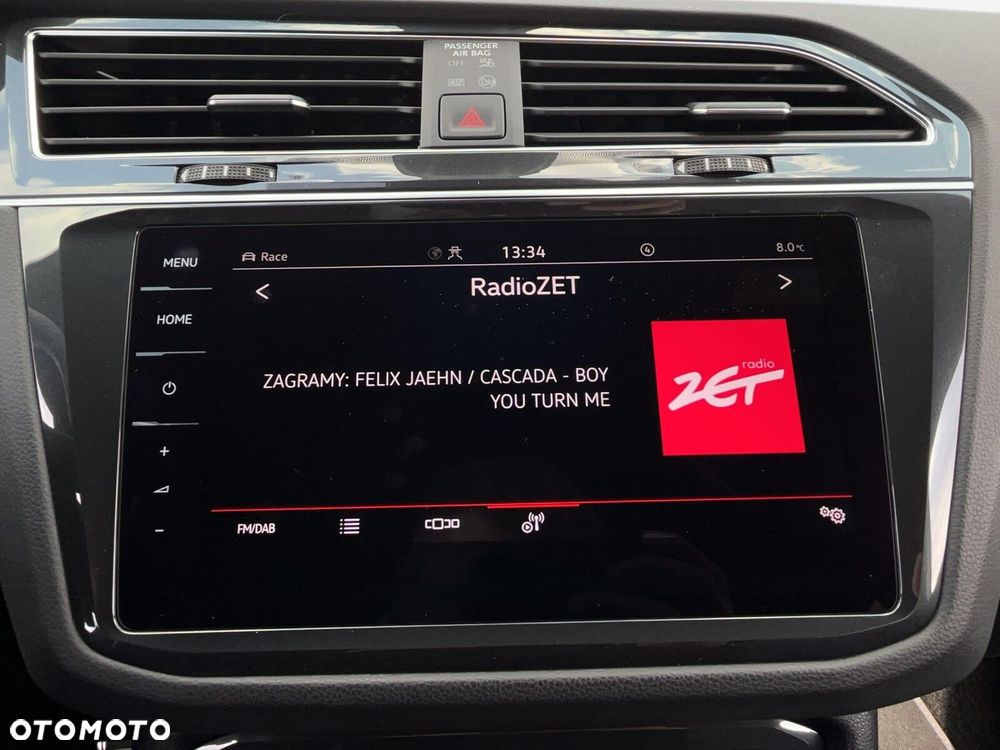 PASSENGER
AIR BAG
OFF
MENU
Race
13:34
4
8.0°C
RadioZET
HOME
ZAGRAMY: FELIX JAEHN / CASCADA - BOY
YOU TURN ME
radio
ZET
+
-
FM/DAB
OTOMOTO